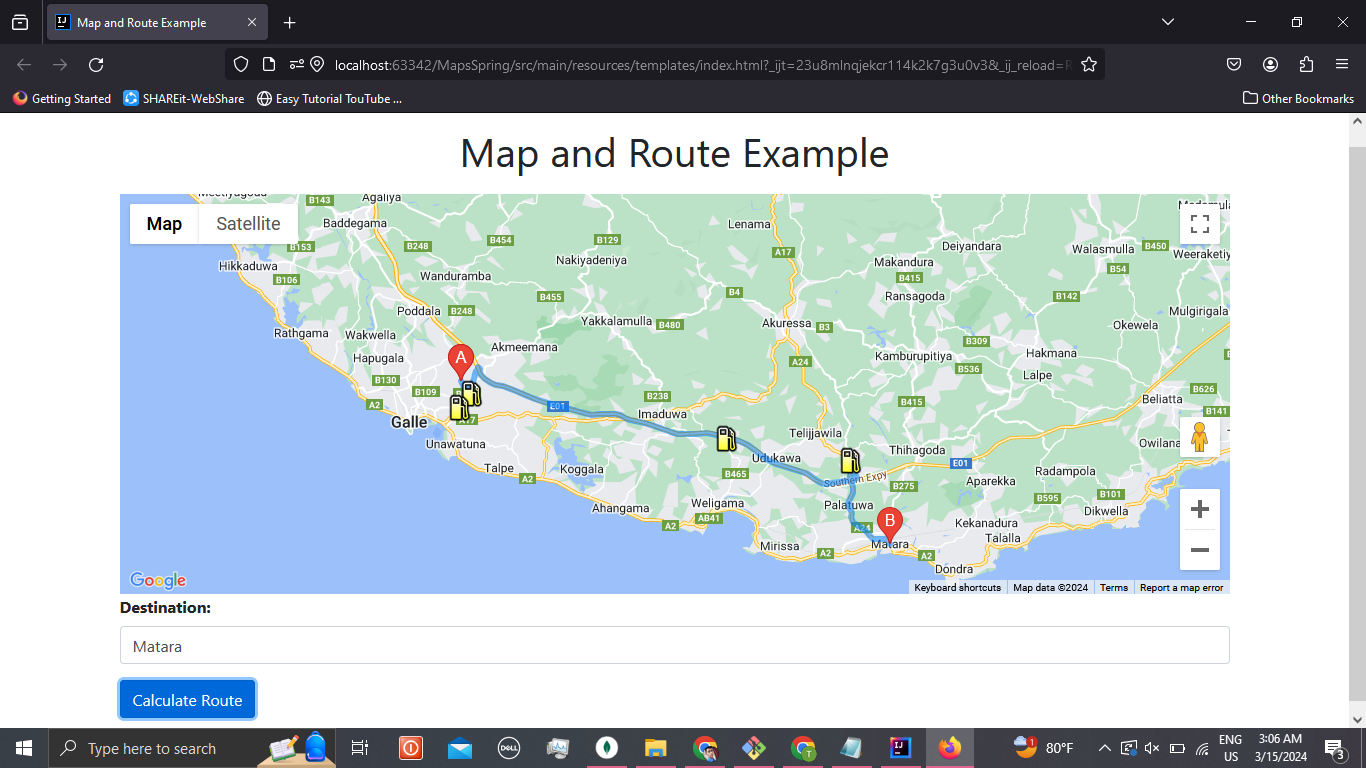 Map and Route Example
localhost:63342/MapsSpring/src/main/resources/templates/index.html?_ijt=23u8mlnqjekcr114k2k7g3u0v3&_ij_reload=R
Getting Started SHAREit-WebShare Easy Tutorial TouTube ... Other Bookmarks
Map and Route Example
Meetiyagoda B143 Agaliya
Map Satellite
Baddegama Lenama
B153 B248 B454 B129 A17 Deiyandara Walasmulla B450
Hikkaduwa Nakiyadeniya Makandura B54 Weeraketiy
B106 Wanduramba B415
B455 B4 Ransagoda B142
Poddala B248 Mulgirigala
Rathgama Wakwella Yakkalamulla B480 Akuressa B3 Okewela
Hapugala A Akmeemana B309 Hakmana
A24 Kamburupitiya B536 Lalpe
B130 B109 B626
A2 E01 B238 B415 Beliatta B141
Galle A17 Imaduwa
Unawatuna Telijjawila Thihagoda Owilana
Talpe Koggala Udukawa E01 Radampola
A2 B465 Southern Expy B275 Aparekka B595 B101
Ahangama Weligama Palatuwa B Dikwella
A2 AB41 A24 Kekanadura
Mirissa Matara Talalla
A2 A2
Dondra
Google Keyboard shortcuts Map data ©2024 Terms Report a map error
Destination:
Matara
Calculate Route
Type here to search DELL 80°F ENG 3:06 AM
US 3/15/2024 3